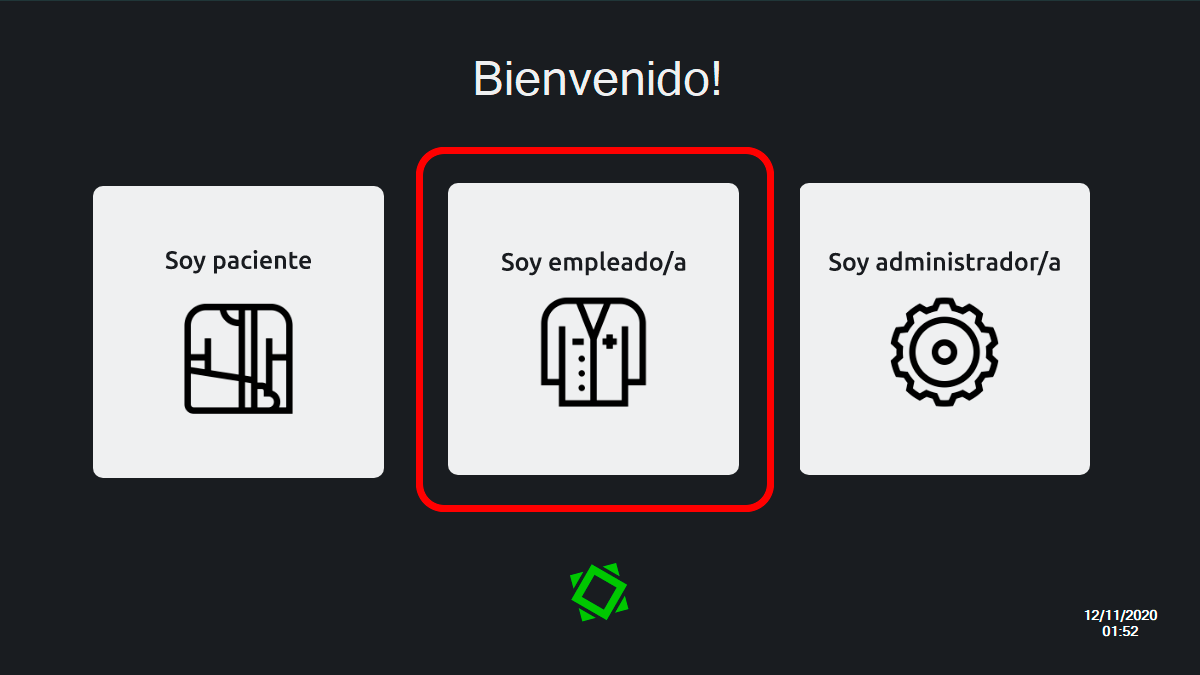 Bienvenido!
Soy paciente
Soy empleado/a
Soy administrador/a
12/11/2020
01:52